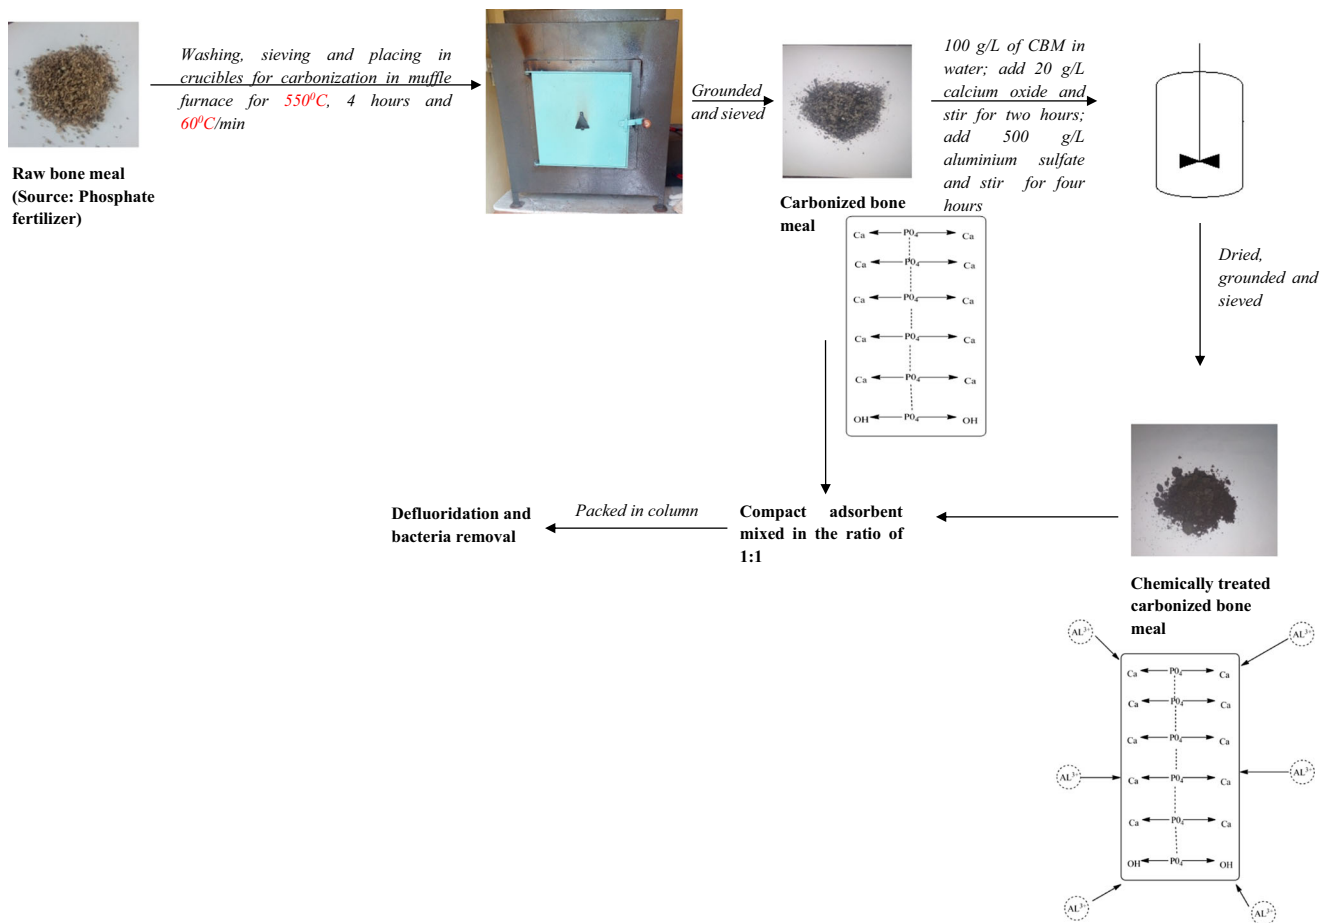 Washing, sieving and placing in
crucibles for carbonization in muffle
furnace for 550⁰C, 4 hours and
60⁰C/min
Raw bone meal
(Source: Phosphate
fertilizer)
Grounded
and sieved
Carbonized bone
meal
100 g/L of CBM in
water; add 20 g/L
calcium oxide and
stir for two hours;
add 500 g/L
aluminium sulfate
and stir for four
hours
Ca PO₄ Ca
Ca PO₄ Ca
Ca PO₄ Ca
Ca PO₄ Ca
Ca PO₄ Ca
OH PO₄ OH
Dried,
grounded and
sieved
Defluoridation and
bacteria removal
Packed in column
Compact adsorbent
mixed in the ratio of
1:1
Chemically treated
carbonized bone
meal
AL³⁺ AL³⁺
Ca PO₄ Ca
Ca PO₄ Ca
Ca PO₄ Ca
AL³⁺ Ca PO₄ Ca AL³⁺
Ca PO₄ Ca
OH PO₄ OH
AL³⁺ AL³⁺